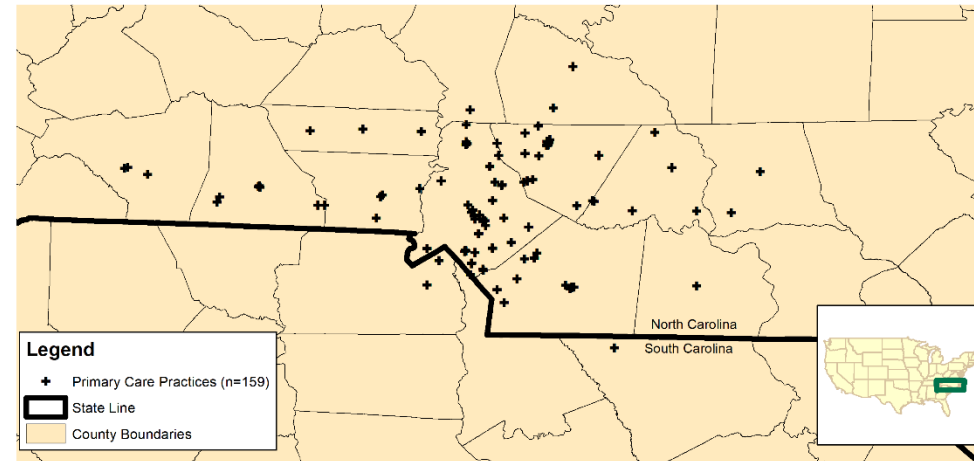 North Carolina
South Carolina
Legend
Primary Care Practices (n=159)
State Line
County Boundaries